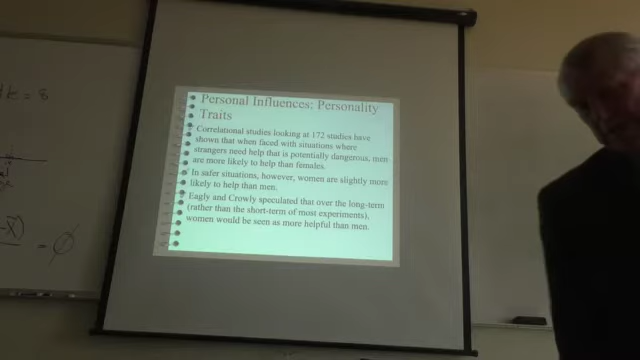 k = 8
Personal Influences: Personality
Traits
Correlational studies looking at 172 studies have
shown that when faced with situations where
strangers need help that is potentially dangerous, men
are more likely to help than females.
In safer situations, however, women are slightly more
likely to help than men.
Eagly and Crowly speculated that over the long-term
(rather than the short-term of most experiments),
women would be seen as more helpful than men.